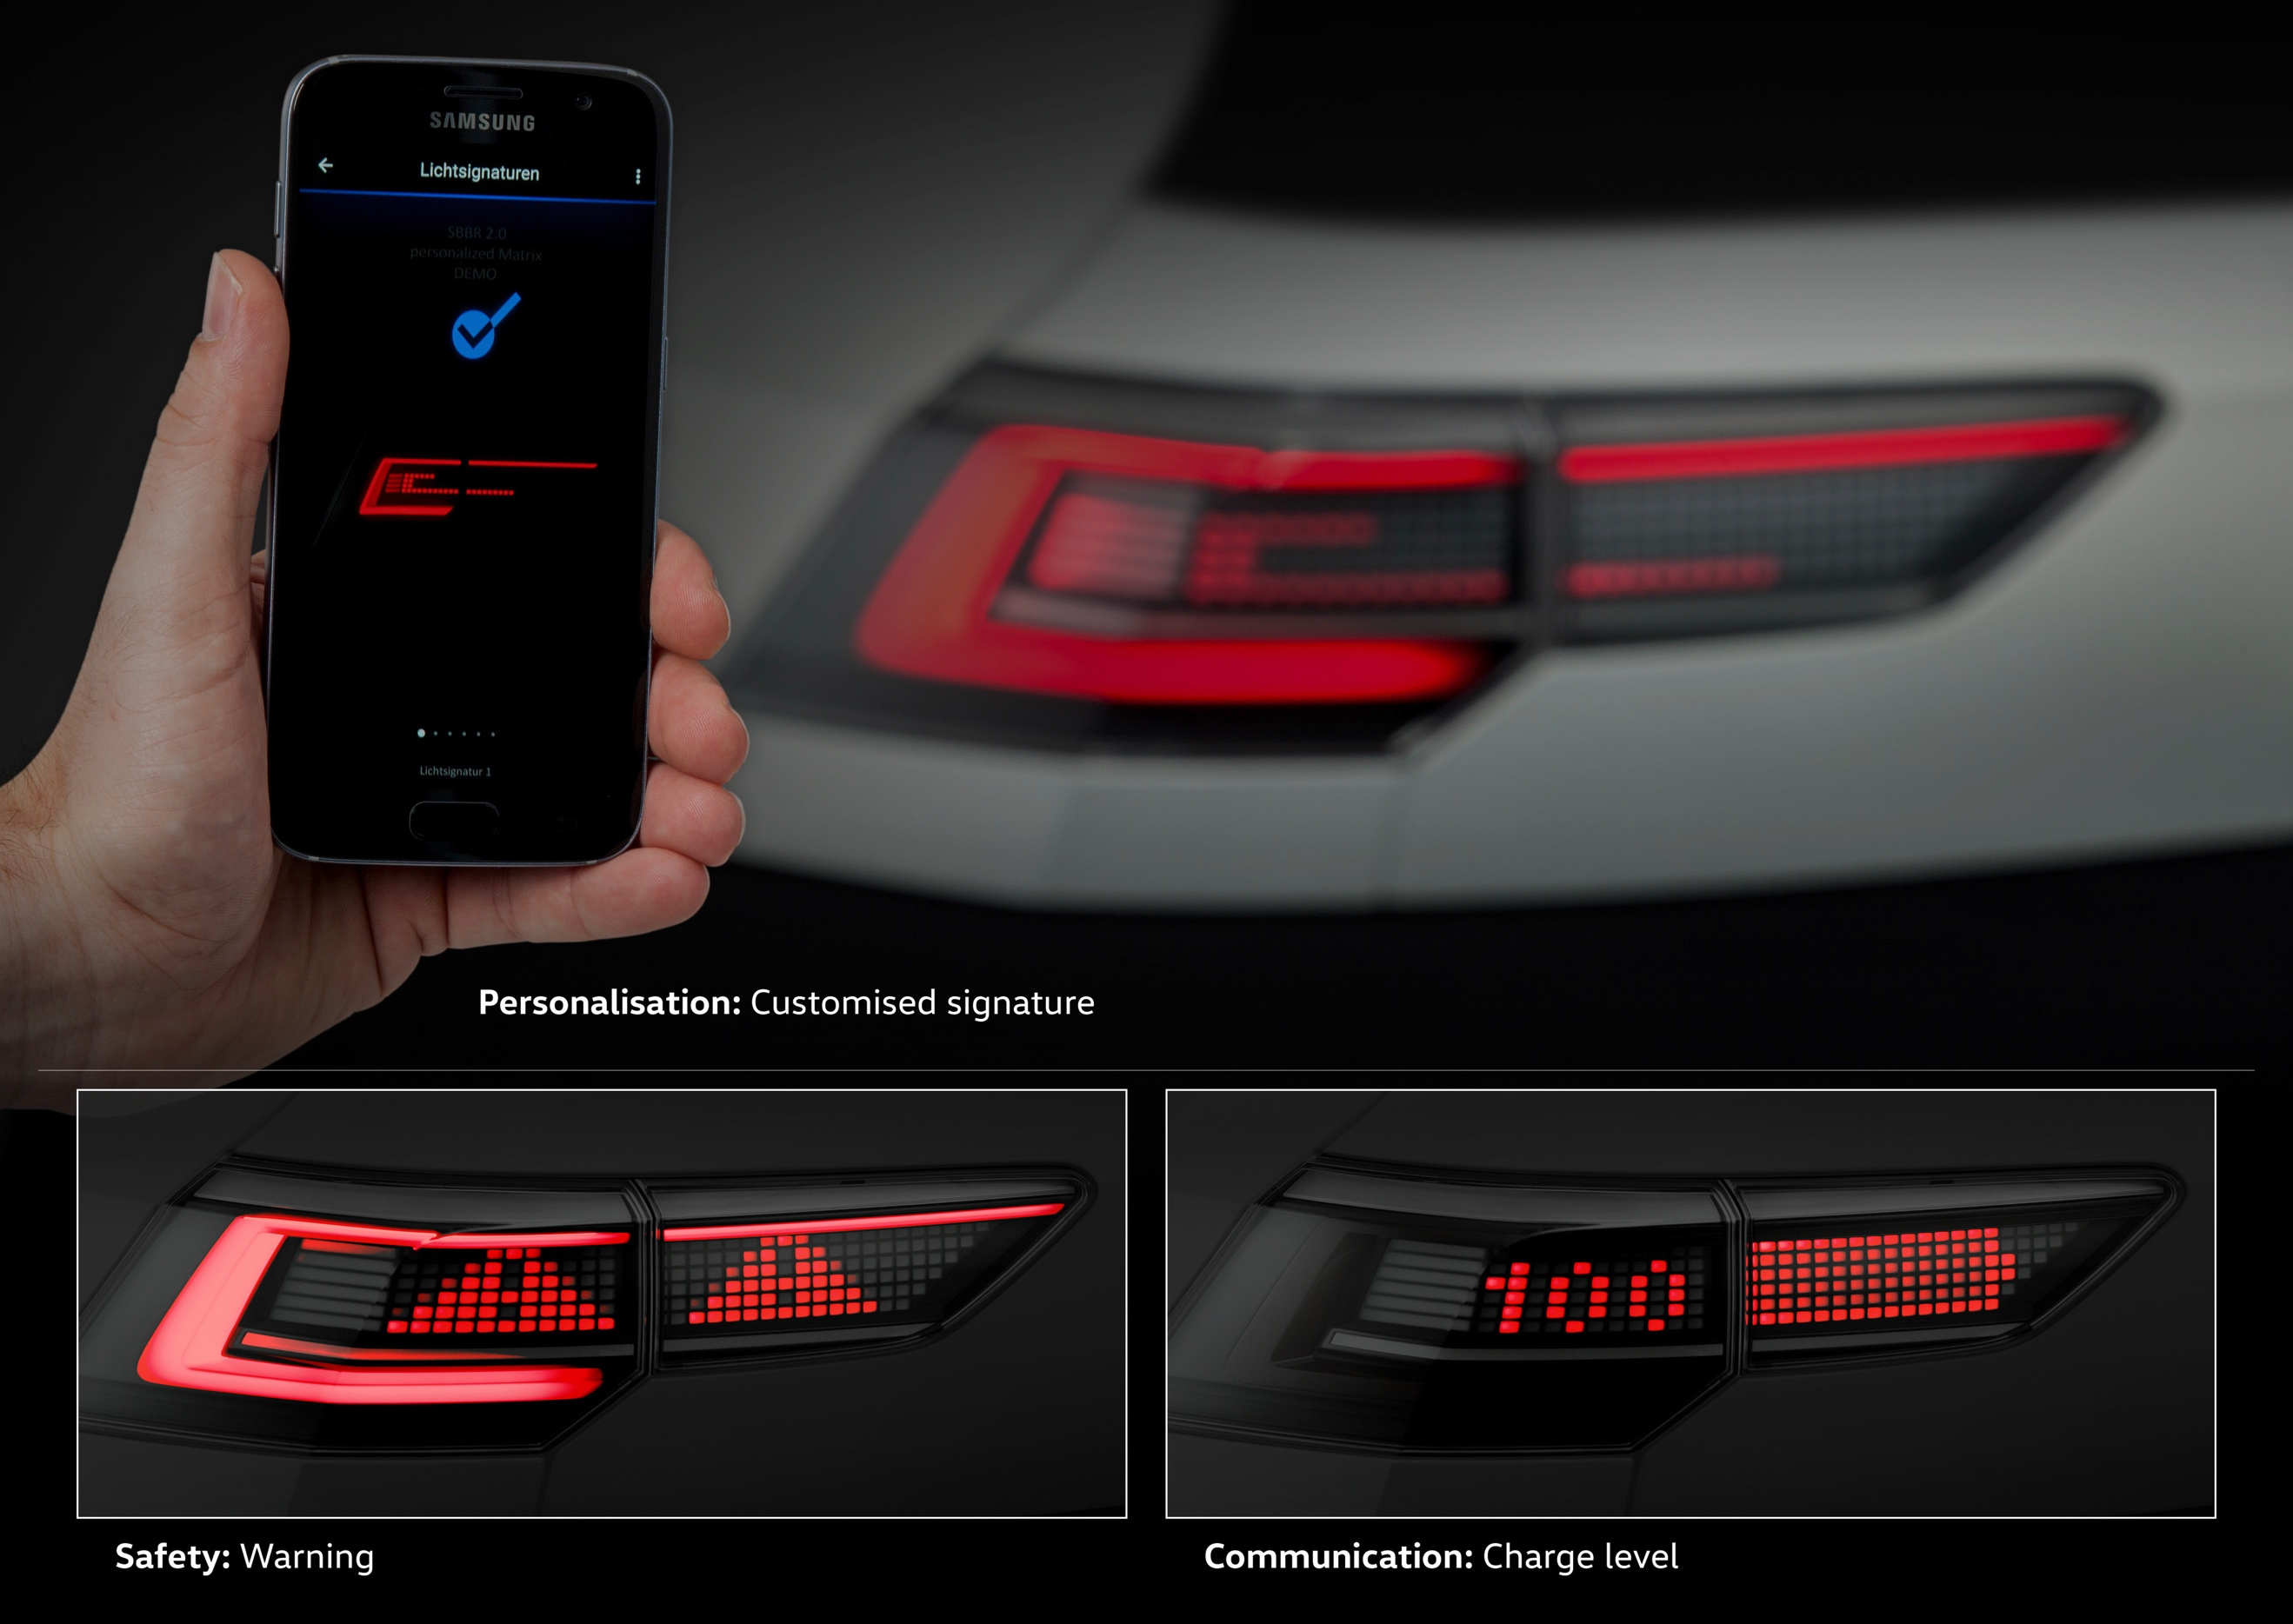 SAMSUNG
Lichtsignaturen
SBBR 2.0
personalized Matrix
DEMO
Lichtsignatur 1
Personalisation: Customised signature
100
Safety: Warning
Communication: Charge level